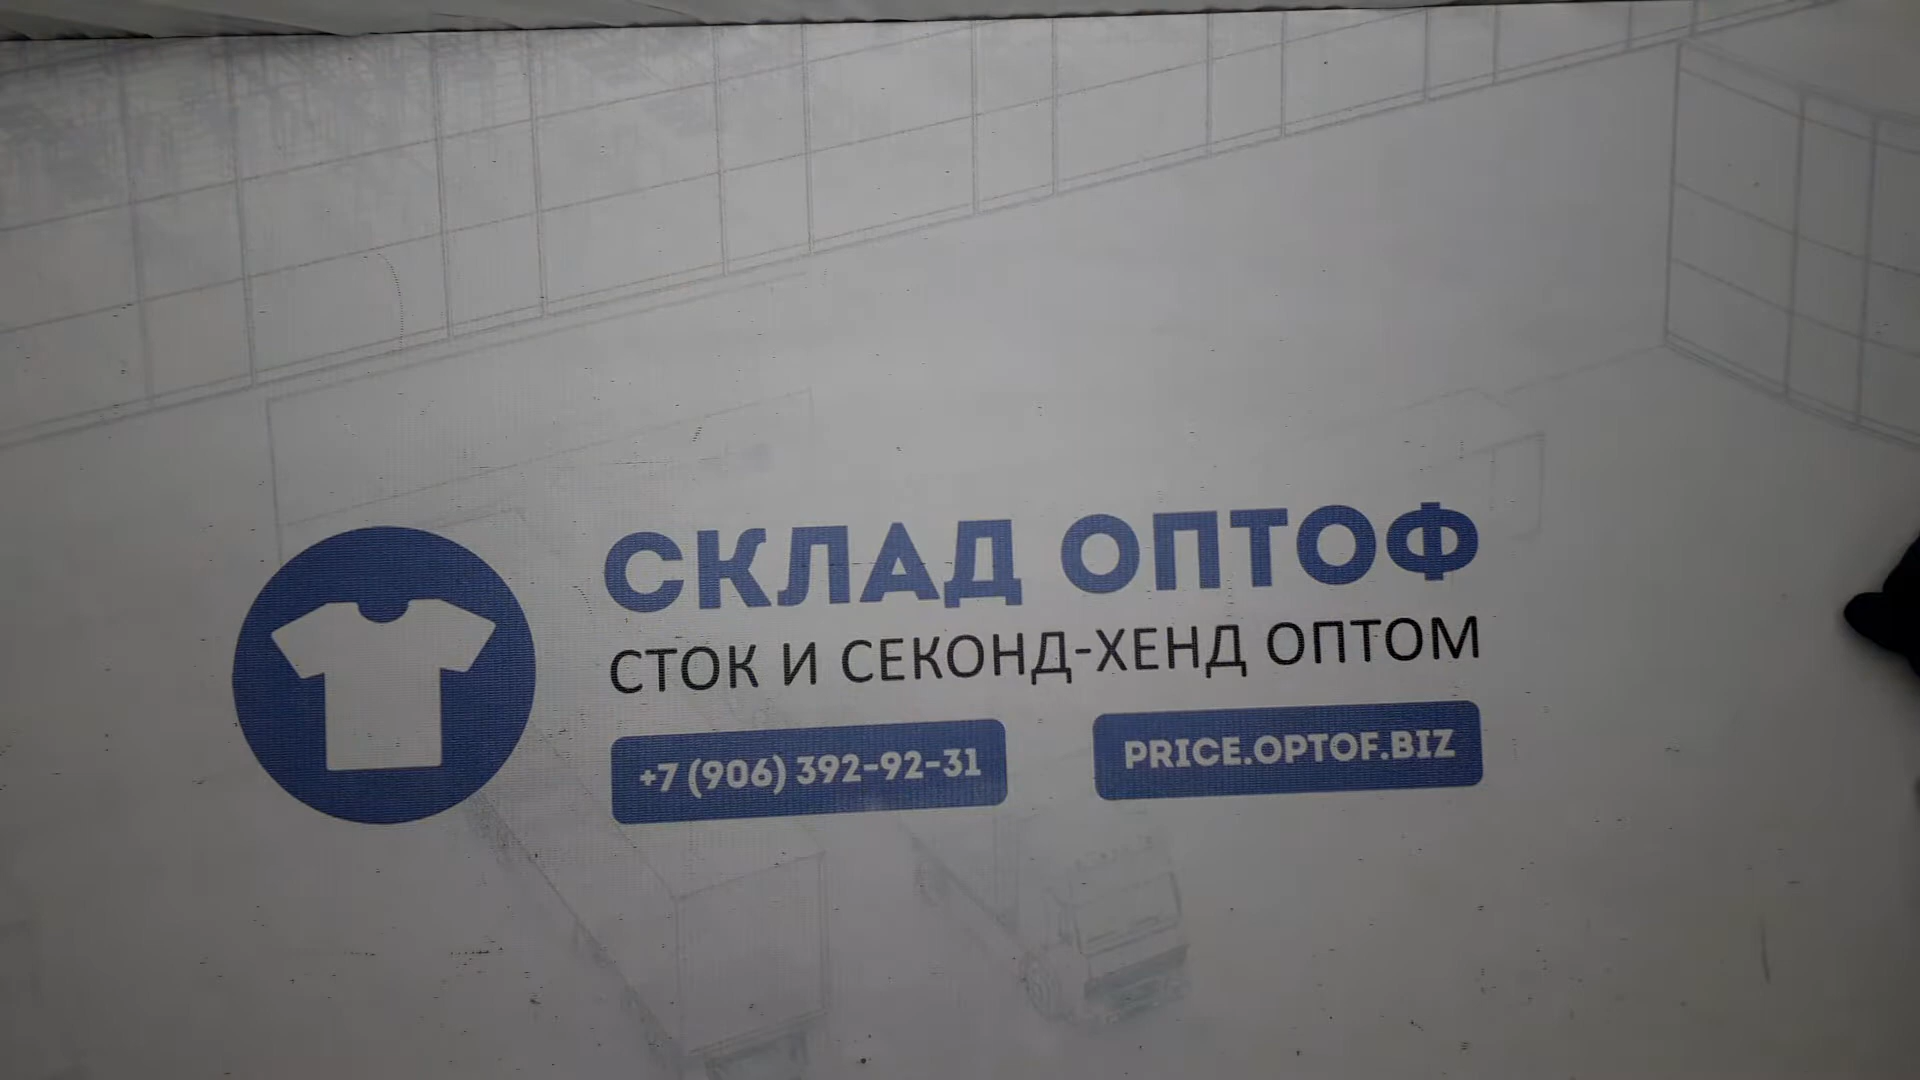 СКЛАД ОПТОФ
СТОК И СЕКОНД-ХЕНД ОПТОМ
+7 (906) 392-92-31
PRICE.OPTOF.BIZ